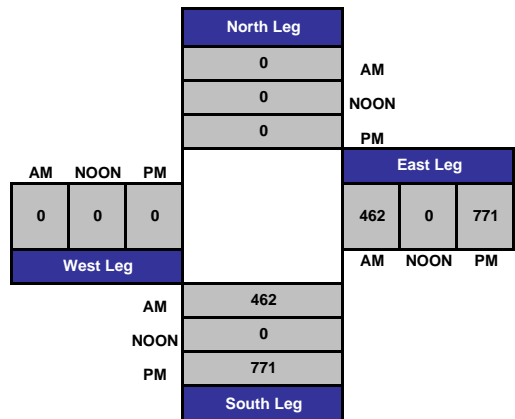 North Leg
0
AM
0
NOON
0
PM
East Leg
AM NOON PM
0 0 0
462 0 771
West Leg
AM NOON PM
AM 462
NOON 0
PM 771
South Leg